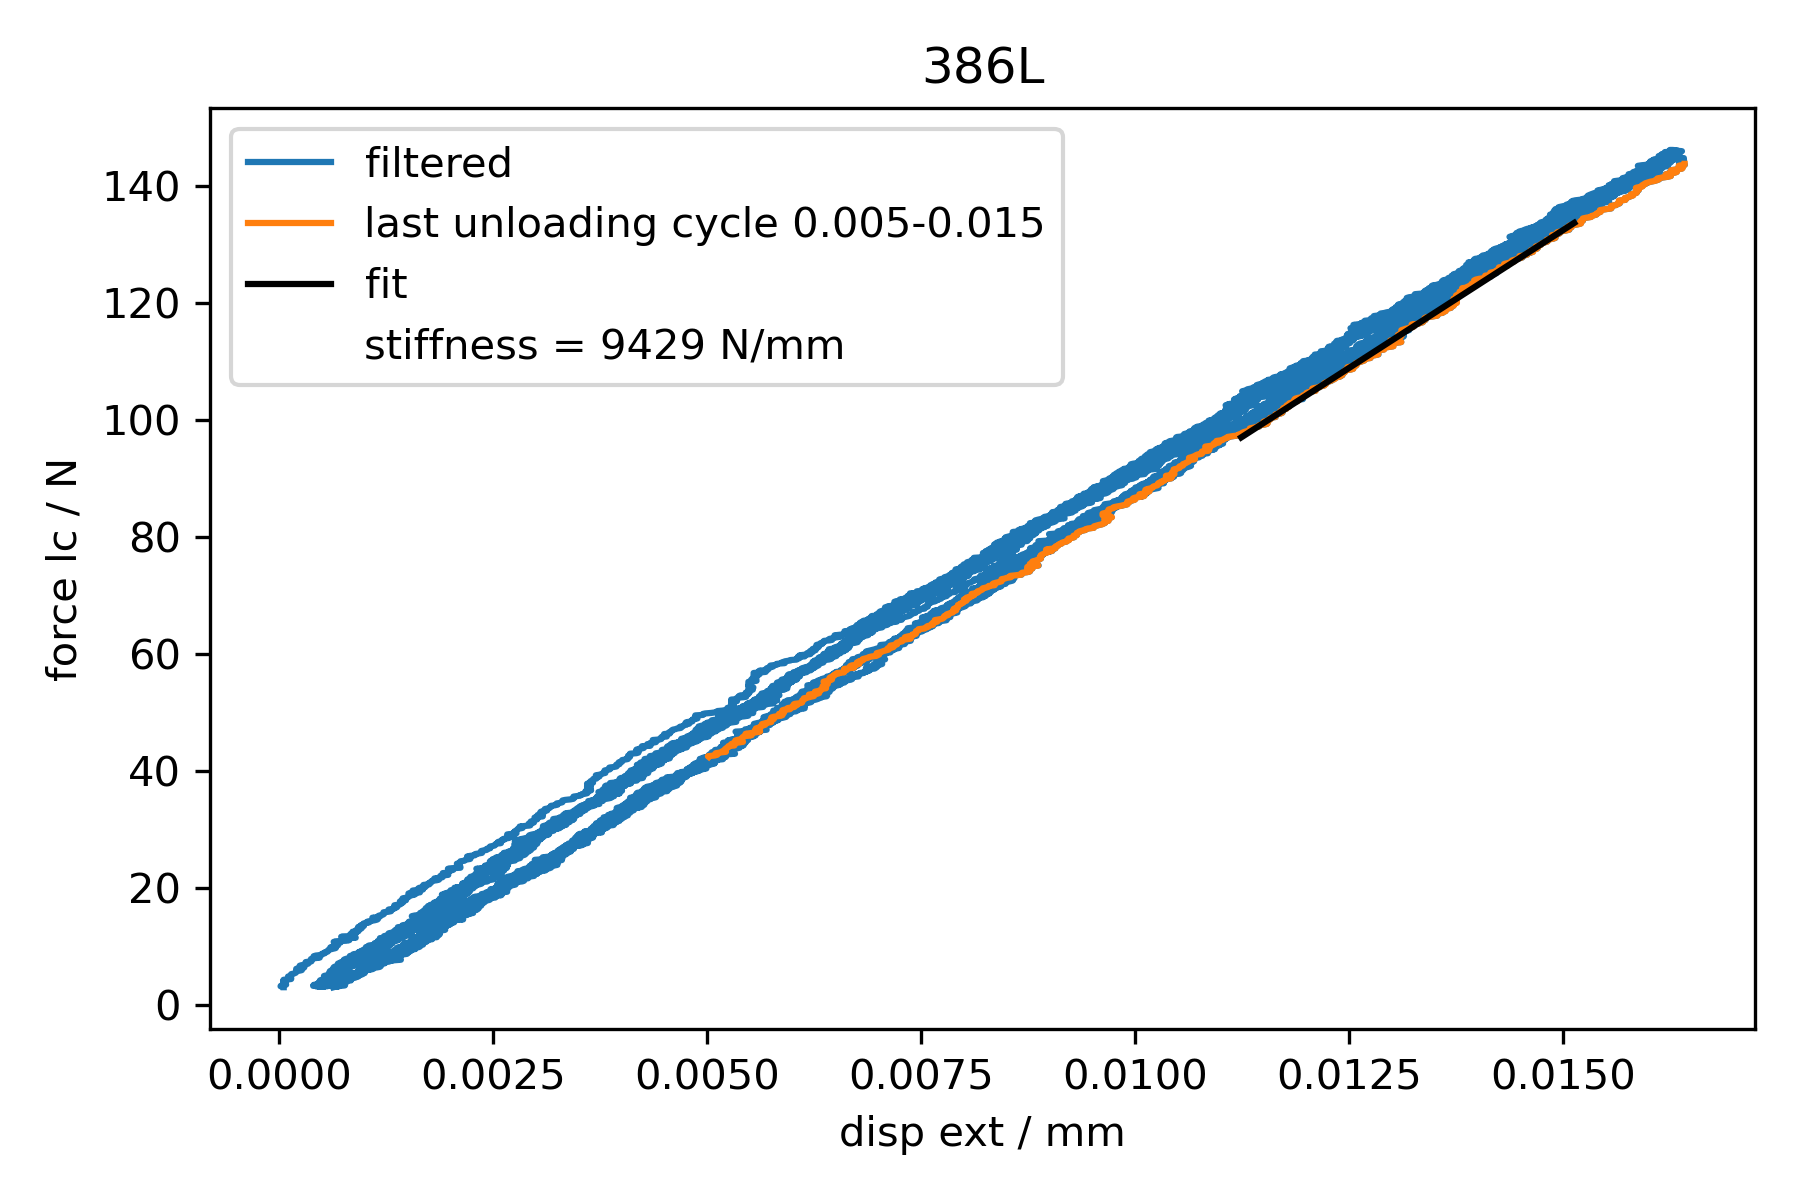 386L
filtered
last unloading cycle 0.005-0.015
fit
stiffness = 9429 N/mm
140
120
100
80
60
40
20
0
force lc / N
0.0000 0.0025 0.0050 0.0075 0.0100 0.0125 0.0150
disp ext / mm